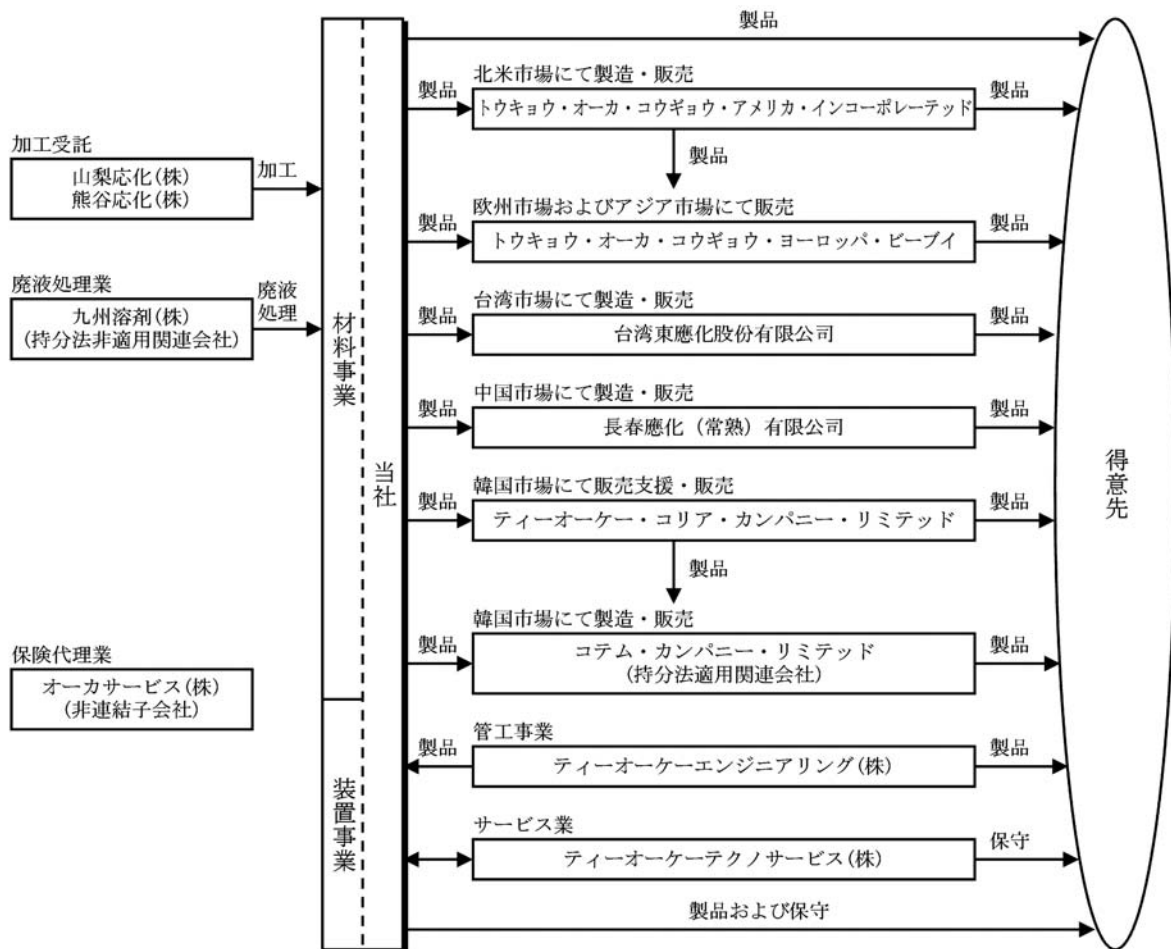 製品
北米市場にて製造・販売
製品
トウキョウ・オーカ・コウギョウ・アメリカ・インコーポレーテッド
製品
加工受託
山梨応化(株)
熊谷応化(株)
加工
製品
欧州市場およびアジア市場にて販売
製品
トウキョウ・オーカ・コウギョウ・ヨーロッパ・ビーブイ
製品
廃液処理業
九州溶剤(株)
(持分法非適用関連会社)
廃液
処理
台湾市場にて製造・販売
製品
台湾東應化股份有限公司
製品
材料事業
中国市場にて製造・販売
製品
長春應化（常熟）有限公司
製品
当社
得意先
韓国市場にて販売支援・販売
製品
ティーオーケー・コリア・カンパニー・リミテッド
製品
製品
韓国市場にて製造・販売
製品
コテム・カンパニー・リミテッド
(持分法適用関連会社)
製品
保険代理業
オーカサービス(株)
(非連結子会社)
管工事業
製品
ティーオーケーエンジニアリング(株)
製品
装置事業
サービス業
ティーオーケーテクノサービス(株)
保守
製品および保守